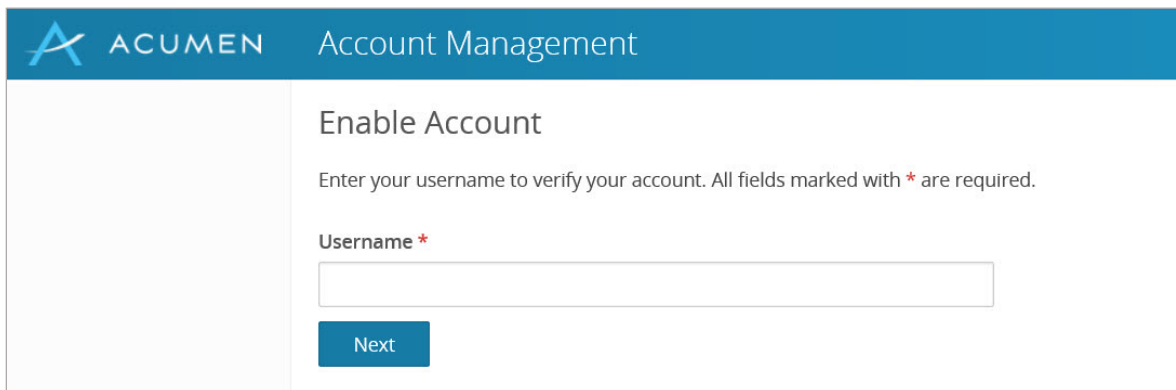 ACUMEN Account Management
Enable Account
Enter your username to verify your account. All fields marked with * are required.
Username *
Next